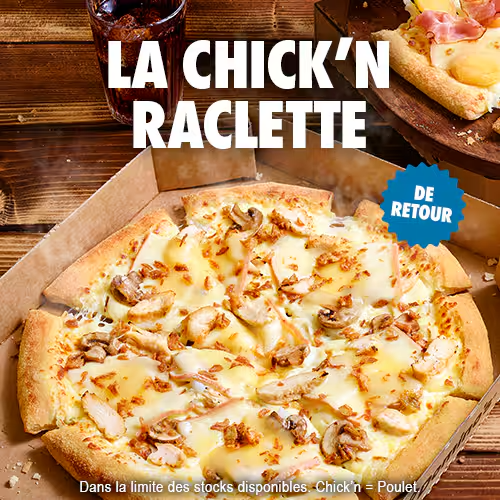 LA CHICK'N
RACLETTE
DE
RETOUR
Dans la limite des stocks disponibles. Chick'n = Poulet.